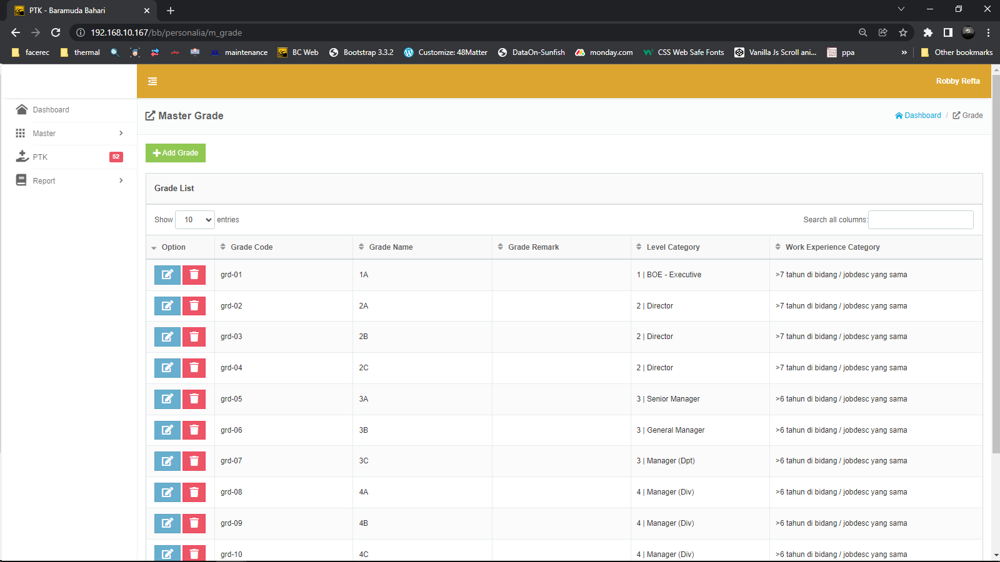 PTK - Baramuda Bahari
192.168.10.167/bb/personalia/m_grade
facerec thermal maintenance BC Web Bootstrap 3.3.2 Customize: 48Matter DataOn-Sunfish monday.com CSS Web Safe Fonts Vanilla Js Scroll ani... ppa » Other bookmarks
Robby Refta
Dashboard
Master
PTK 52
Report
Master Grade
Dashboard / Grade
Add Grade
Grade List
Show 10 entries
Search all columns:
Option Grade Code Grade Name Grade Remark Level Category Work Experience Category
grd-01 1A 1 | BOE - Executive >7 tahun di bidang / jobdesc yang sama
grd-02 2A 2 | Director >7 tahun di bidang / jobdesc yang sama
grd-03 2B 2 | Director >7 tahun di bidang / jobdesc yang sama
grd-04 2C 2 | Director >7 tahun di bidang / jobdesc yang sama
grd-05 3A 3 | Senior Manager >6 tahun di bidang / jobdesc yang sama
grd-06 3B 3 | General Manager >6 tahun di bidang / jobdesc yang sama
grd-07 3C 3 | Manager (Dpt) >6 tahun di bidang / jobdesc yang sama
grd-08 4A 4 | Manager (Div) >6 tahun di bidang / jobdesc yang sama
grd-09 4B 4 | Manager (Div) >6 tahun di bidang / jobdesc yang sama
grd-10 4C 4 | Manager (Div) >6 tahun di bidang / jobdesc yang sama